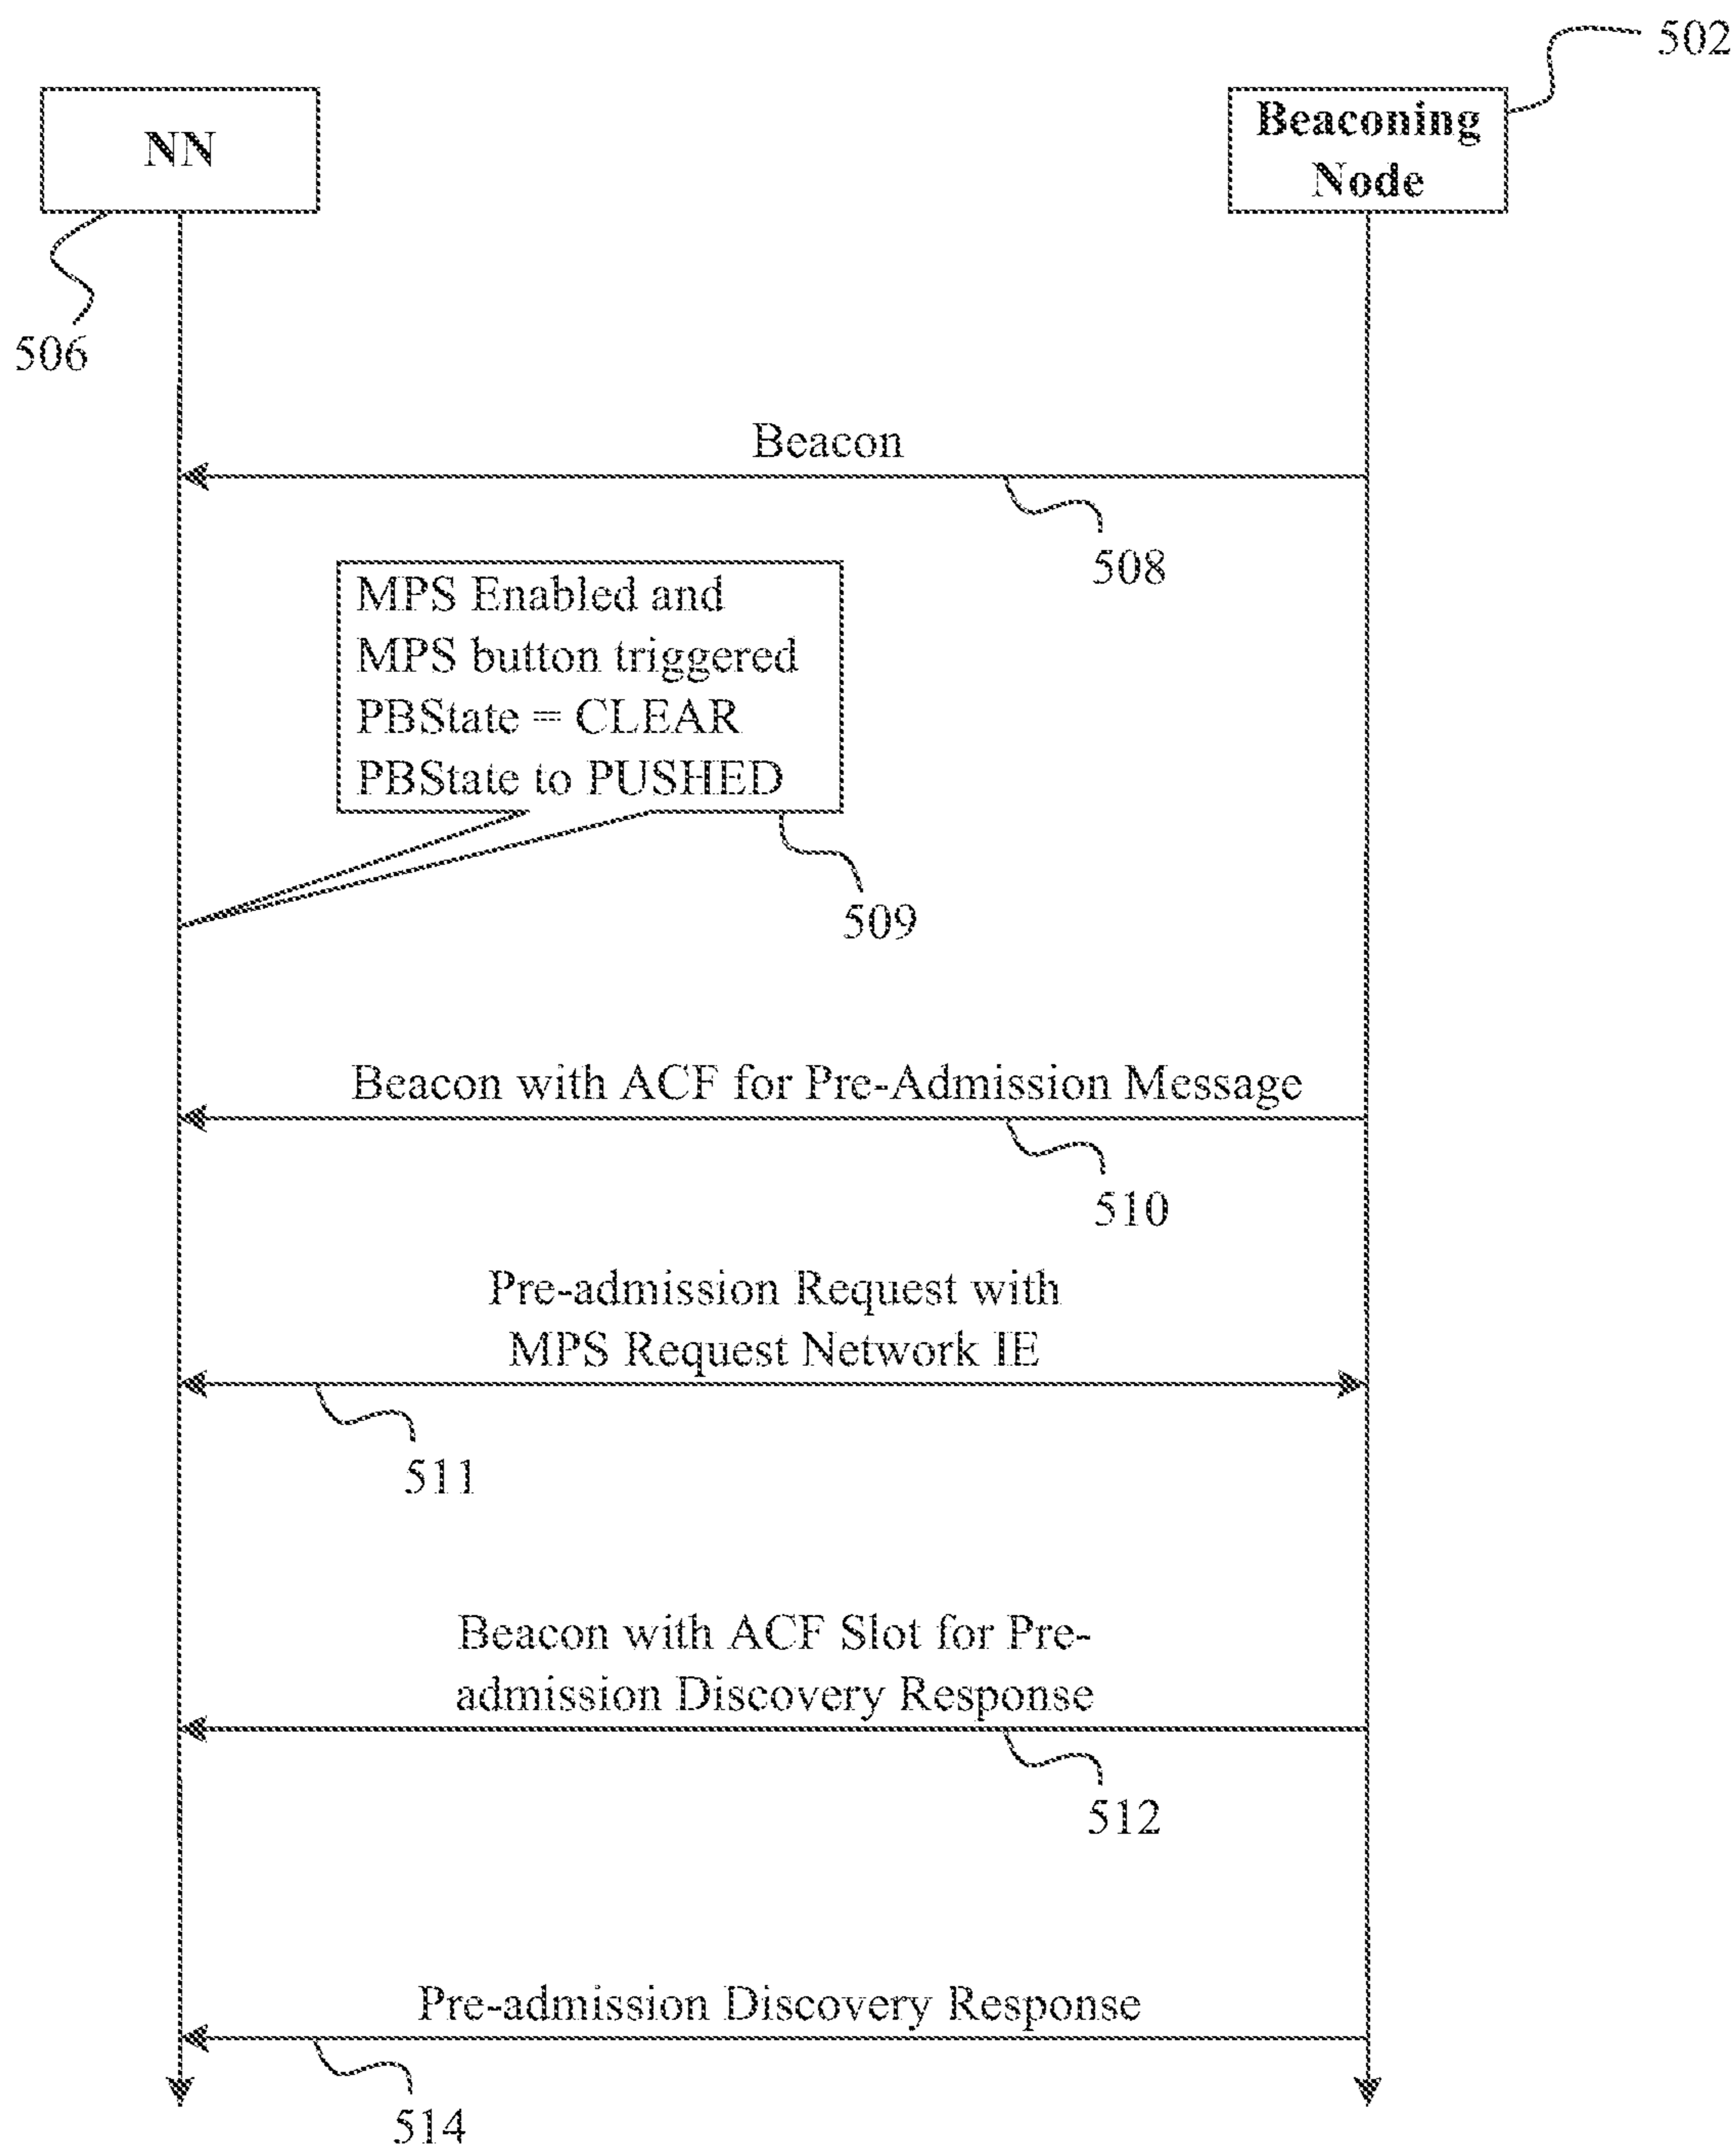 502
NN
Beaconing
Node
506
Beacon
508
MPS Enabled and
MPS button triggered
PBState = CLEAR
PBState to PUSHED
509
Beacon with ACF for Pre-Admission Message
510
Pre-admission Request with
MPS Request Network IE
511
Beacon with ACF Slot for Pre-
admission Discovery Response
512
Pre-admission Discovery Response
514